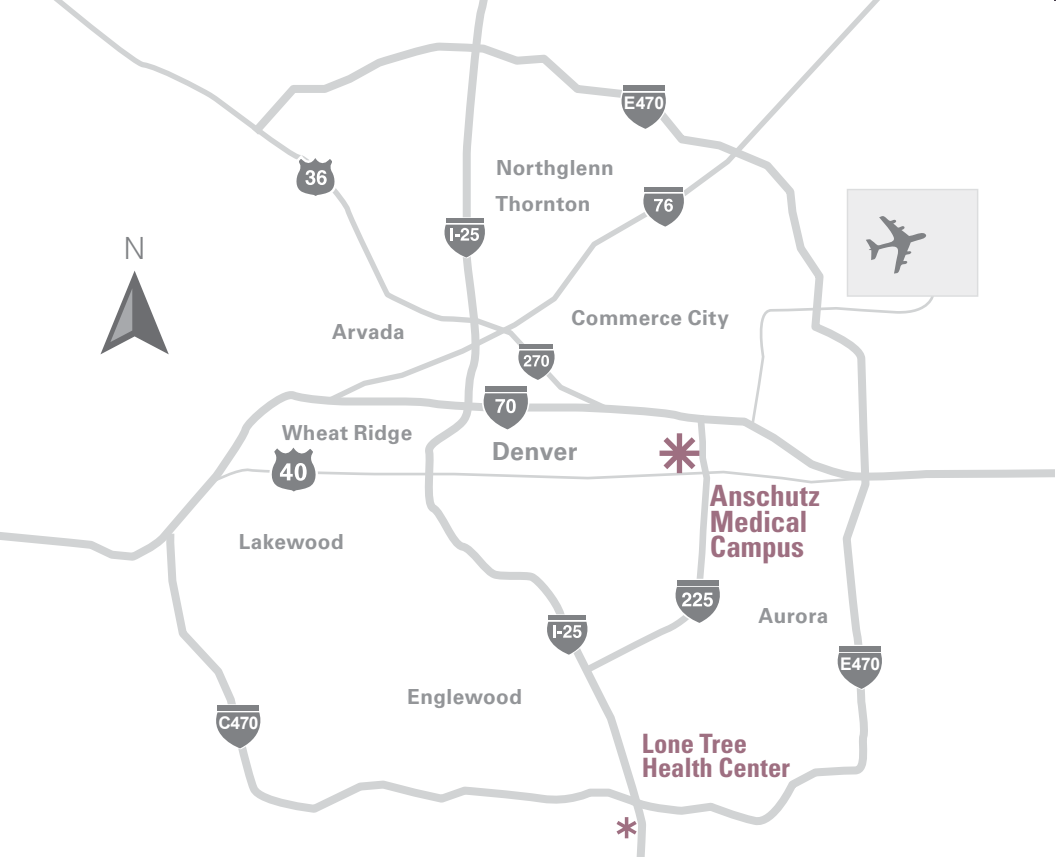 E470
Northglenn
36
Thornton
76
I-25
N
Commerce City
Arvada
270
70
Wheat Ridge
Denver
40
Anschutz
Medical
Campus
Lakewood
225
Aurora
I-25
E470
Englewood
C470
Lone Tree
Health Center